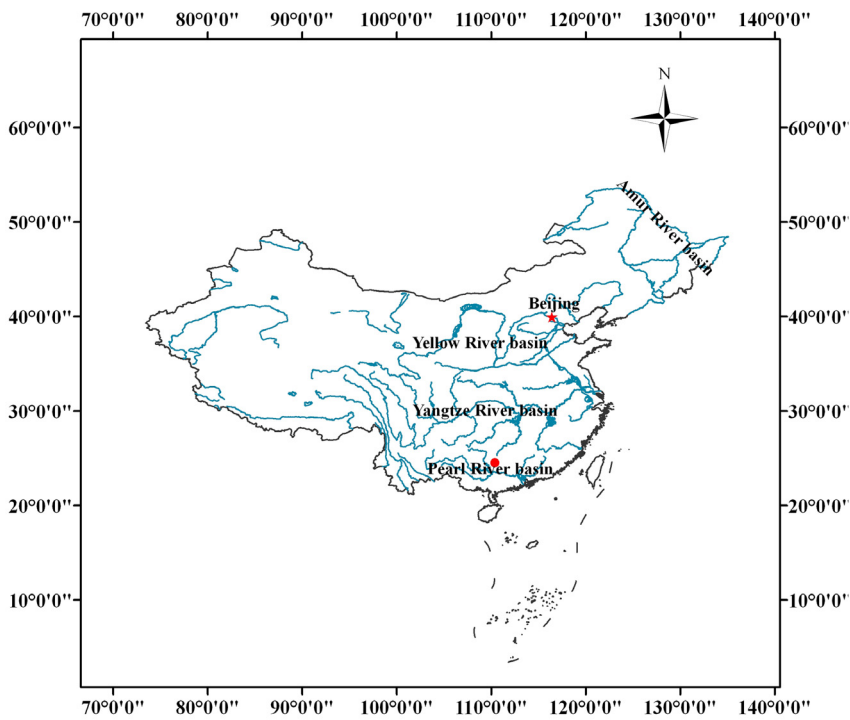 70°0'0" 80°0'0" 90°0'0" 100°0'0" 110°0'0" 120°0'0" 130°0'0" 140°0'0"
N
60°0'0" 60°0'0"
Amur River basin
50°0'0" 50°0'0"
Beijing
40°0'0" 40°0'0"
Yellow River basin
30°0'0" 30°0'0"
Yangtze River basin
Pearl River basin
20°0'0" 20°0'0"
10°0'0" 10°0'0"
70°0'0" 80°0'0" 90°0'0" 100°0'0" 110°0'0" 120°0'0" 130°0'0" 140°0'0"